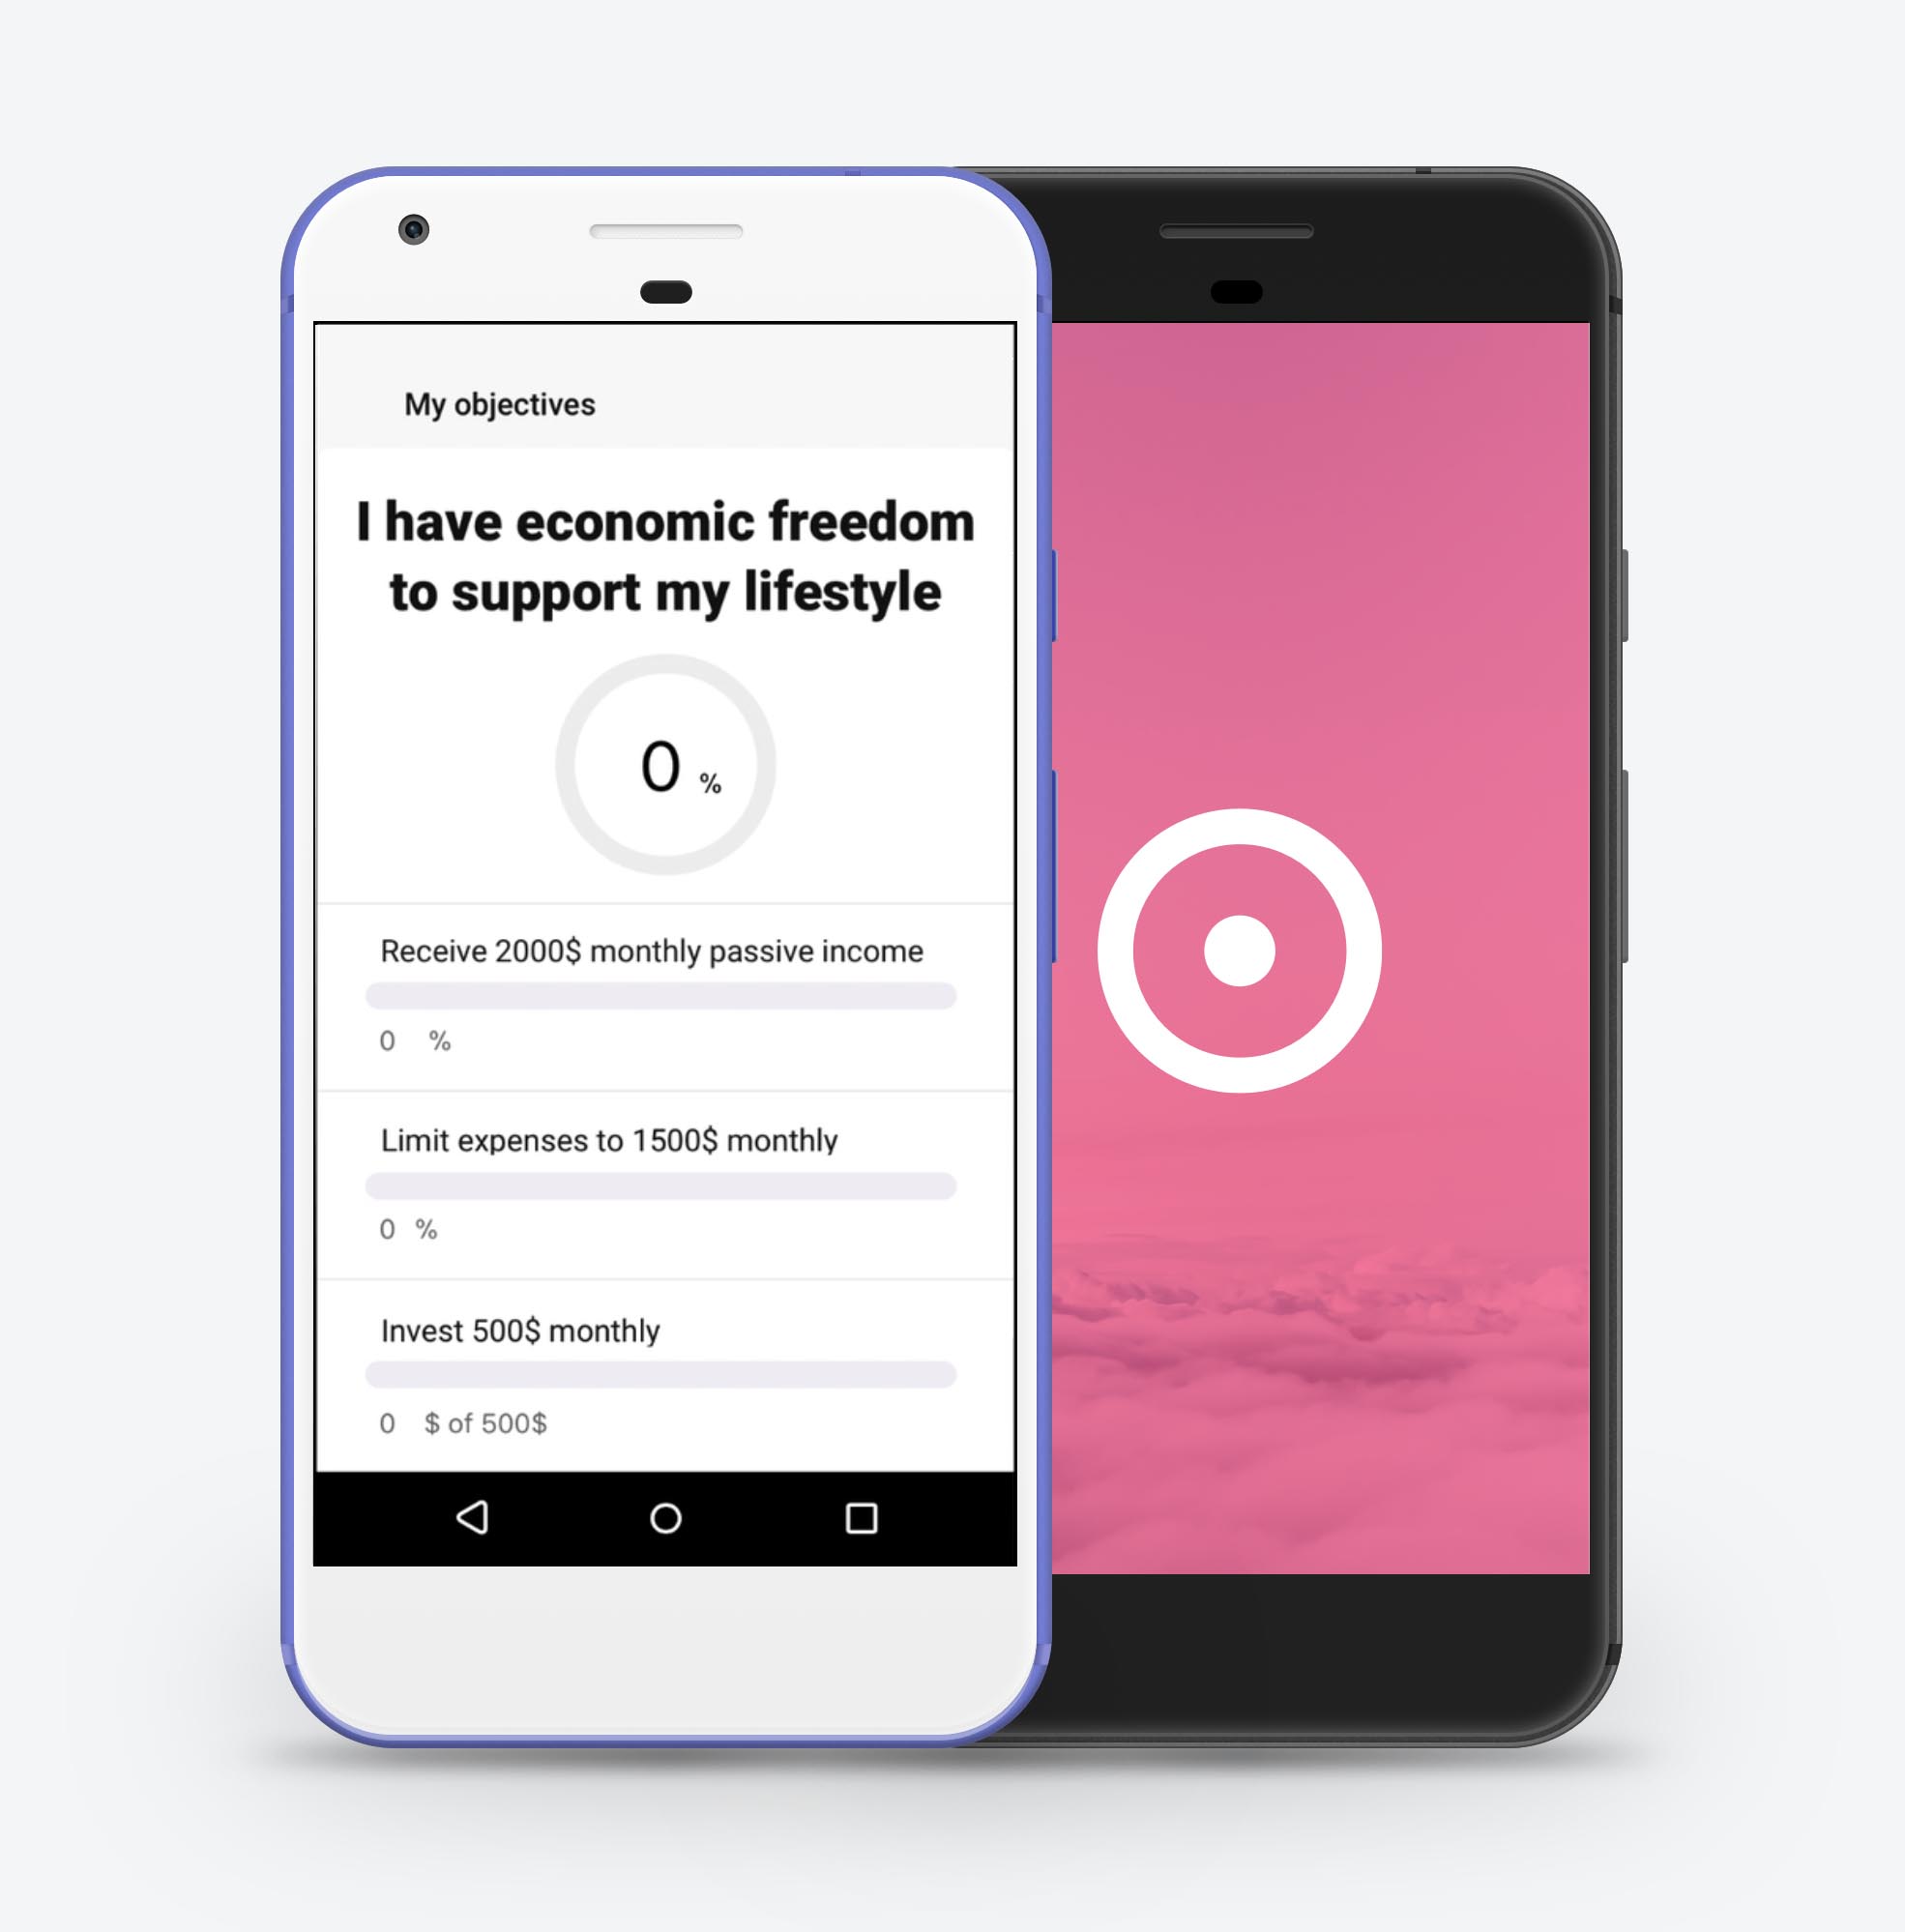 My objectives
I have economic freedom
to support my lifestyle
0 %
Receive 2000$ monthly passive income
0 %
Limit expenses to 1500$ monthly
0 %
Invest 500$ monthly
0 $ of 500$